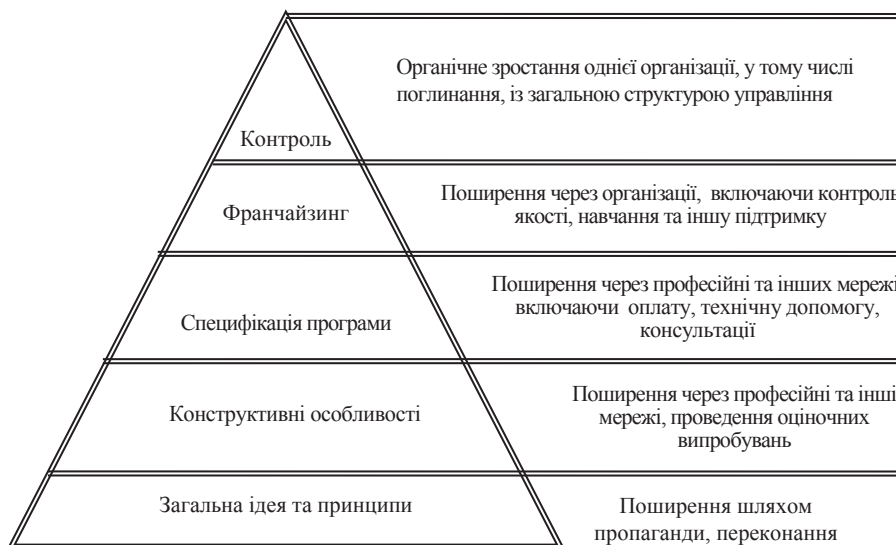 Органічне зростання однієї організації, у тому числі
поглинання, із загальною структурою управління
Контроль
Поширення через організації, включаючи контроль
якості, навчання та іншу підтримку
Франчайзинг
Поширення через професійні та інших мережі
включаючи оплату, технічну допомогу,
консультації
Специфікація програми
Поширення через професійні та інші
мережі, проведення оціночних
випробувань
Конструктивні особливості
Загальна ідея та принципи
Поширення шляхом
пропаганди, переконання